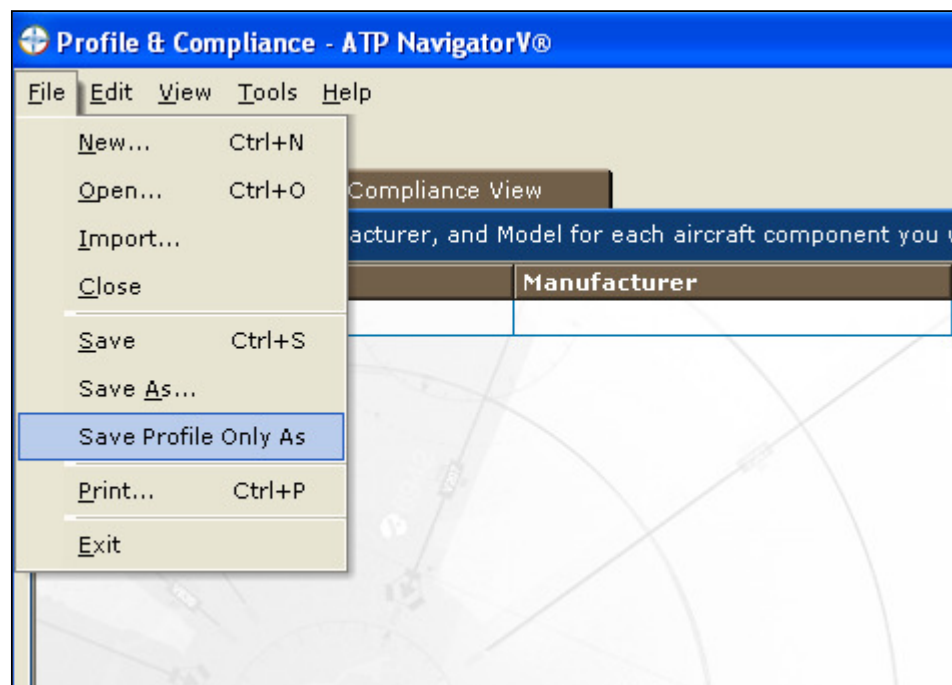 Profile & Compliance - ATP NavigatorV®
File Edit View Tools Help
New... Ctrl+N
Open... Ctrl+O
Compliance View
Import...
acturer, and Model for each aircraft component you
Close
Manufacturer
Save Ctrl+S
Save As...
Save Profile Only As
Print... Ctrl+P
Exit